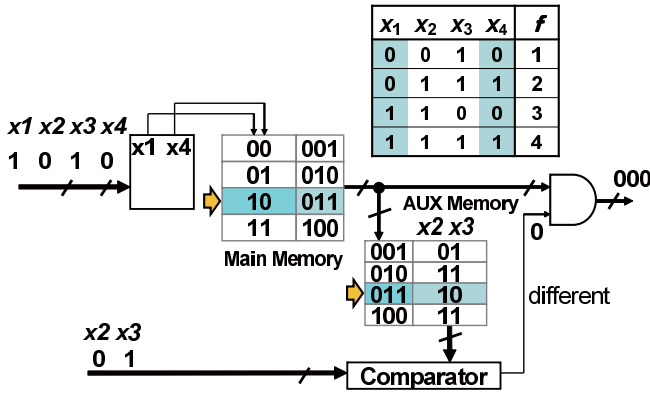 x1 x2 x3 x4 f
0 0 1 0 1
0 1 1 1 2
1 1 0 0 3
1 1 1 1 4
x1 x2 x3 x4
1 0 1 0
x1 x4
00 001
01 010
10 011
11 100
Main Memory
AUX Memory
x2 x3
001 01
010 11
011 10
100 11
000
0
different
x2 x3
0 1
Comparator